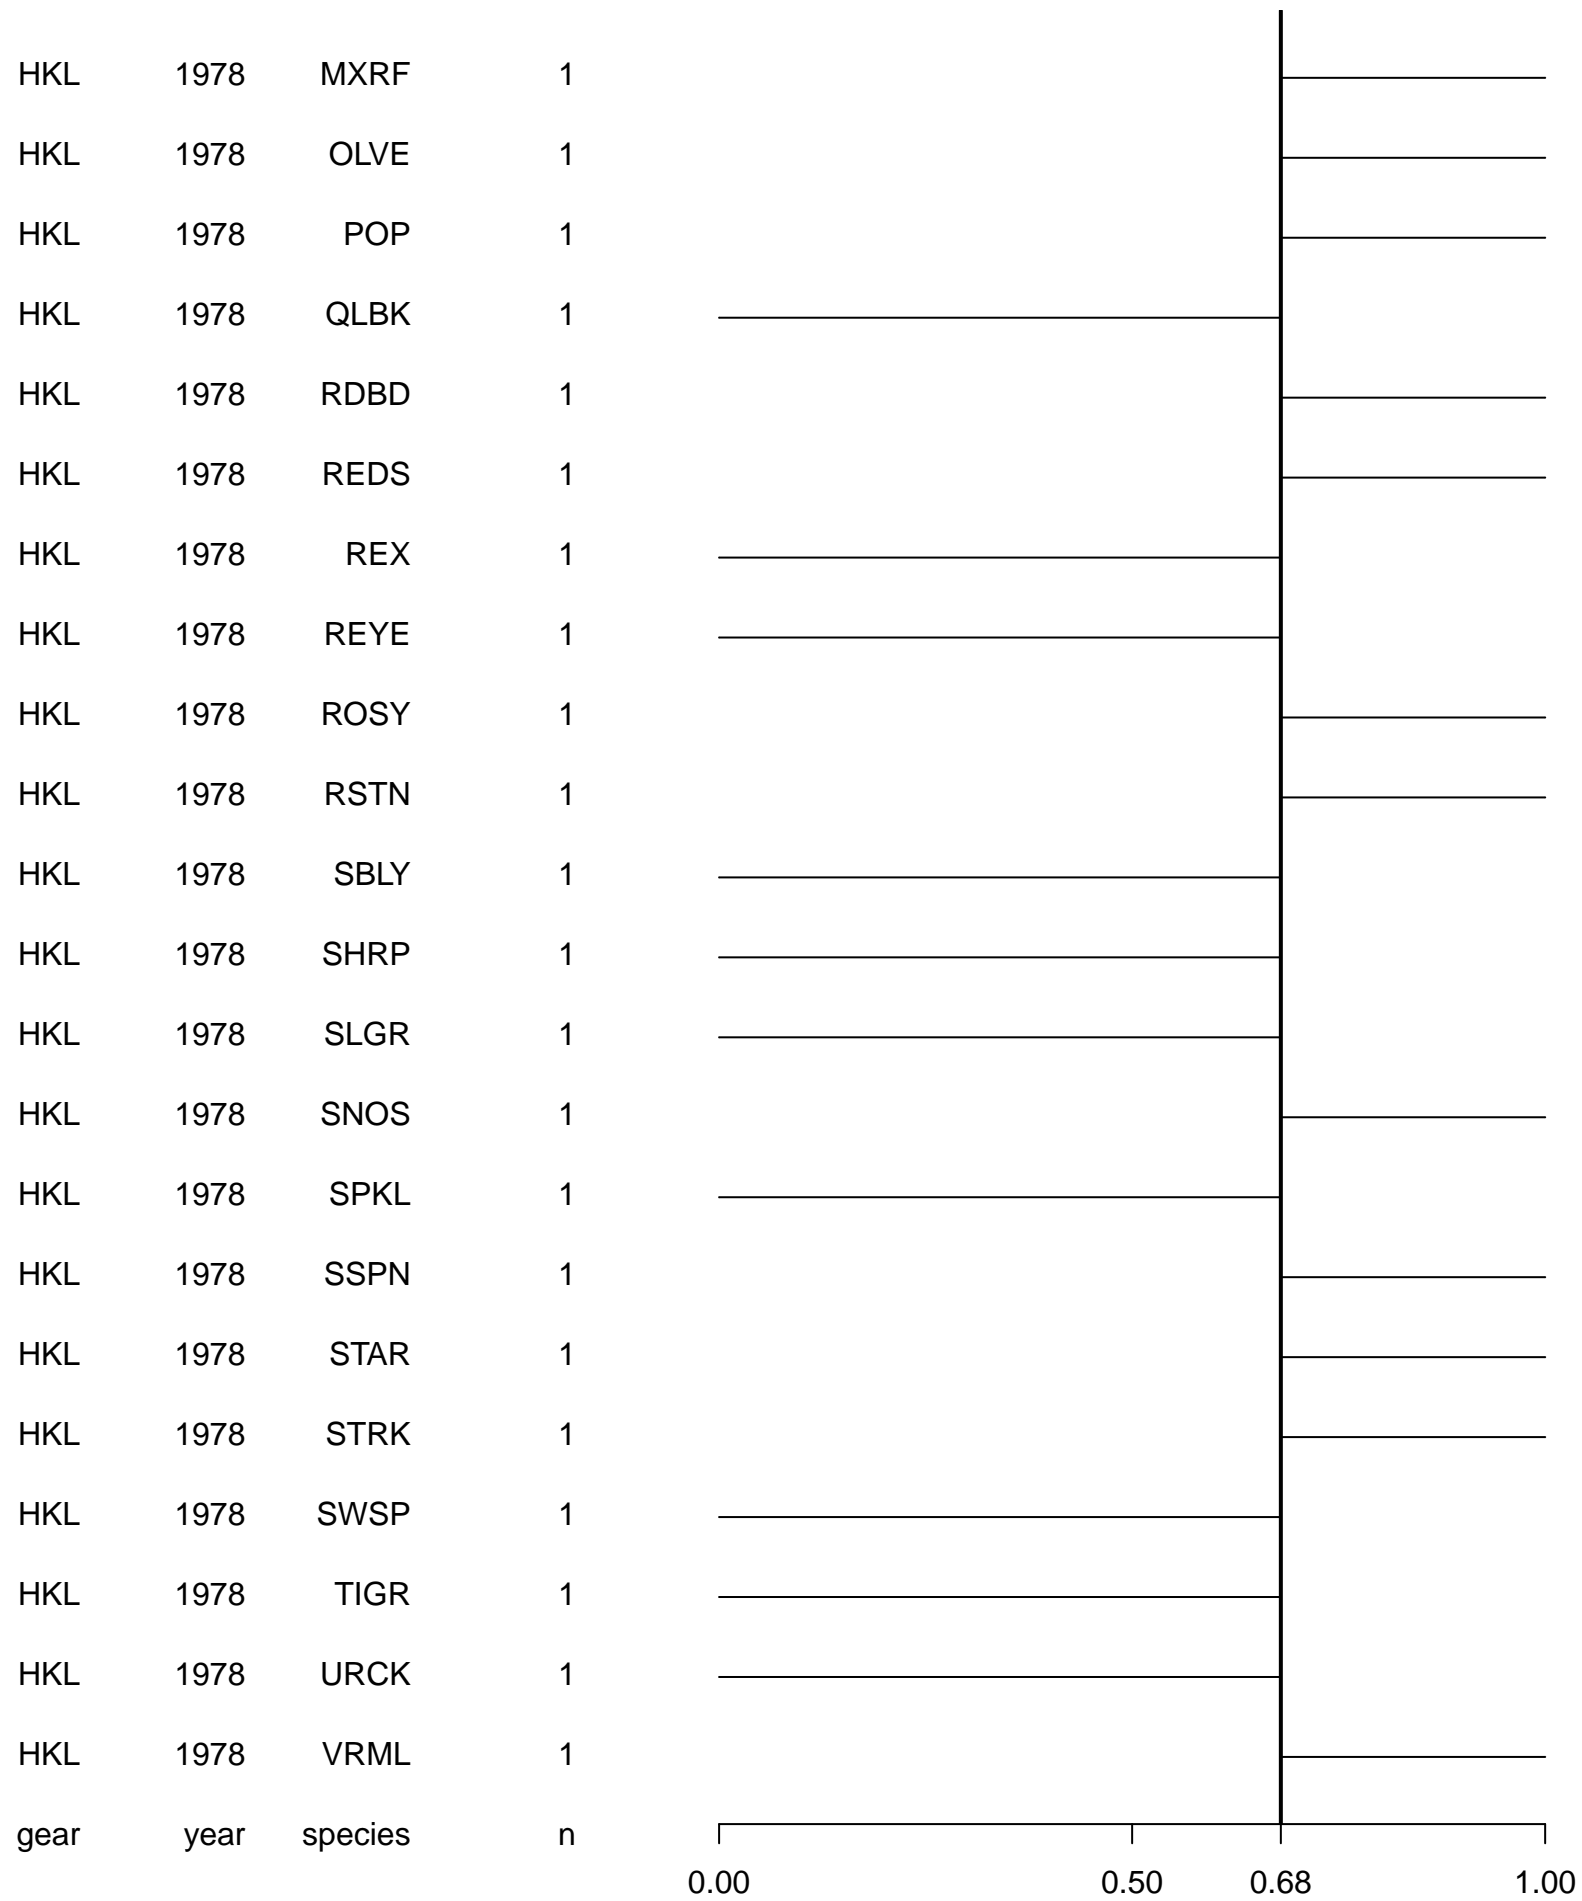 HKL 1978 MXRF 1
HKL 1978 OLVE 1
HKL 1978 POP 1
HKL 1978 QLBK 1
HKL 1978 RDBD 1
HKL 1978 REDS 1
HKL 1978 REX 1
HKL 1978 REYE 1
HKL 1978 ROSY 1
HKL 1978 RSTN 1
HKL 1978 SBLY 1
HKL 1978 SHRP 1
HKL 1978 SLGR 1
HKL 1978 SNOS 1
HKL 1978 SPKL 1
HKL 1978 SSPN 1
HKL 1978 STAR 1
HKL 1978 STRK 1
HKL 1978 SWSP 1
HKL 1978 TIGR 1
HKL 1978 URCK 1
HKL 1978 VRML 1
gear year species n
0.00 0.50 0.68 1.00